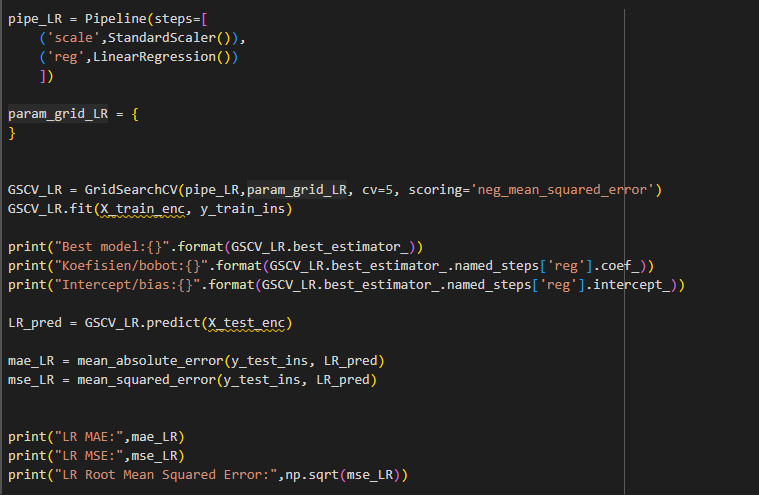 pipe_LR = Pipeline(steps=[
    ('scale',StandardScaler()),
    ('reg',LinearRegression())
    ])
param_grid_LR = {
}
GSCV_LR = GridSearchCV(pipe_LR,param_grid_LR, cv=5, scoring='neg_mean_squared_error')
GSCV_LR.fit(X_train_enc, y_train_ins)
print("Best model:{}".format(GSCV_LR.best_estimator_))
print("Koefisien/bobot:{}".format(GSCV_LR.best_estimator_.named_steps['reg'].coef_))
print("Intercept/bias:{}".format(GSCV_LR.best_estimator_.named_steps['reg'].intercept_))
LR_pred = GSCV_LR.predict(X_test_enc)
mae_LR = mean_absolute_error(y_test_ins, LR_pred)
mse_LR = mean_squared_error(y_test_ins, LR_pred)
print("LR MAE:",mae_LR)
print("LR MSE:",mse_LR)
print("LR Root Mean Squared Error:",np.sqrt(mse_LR))